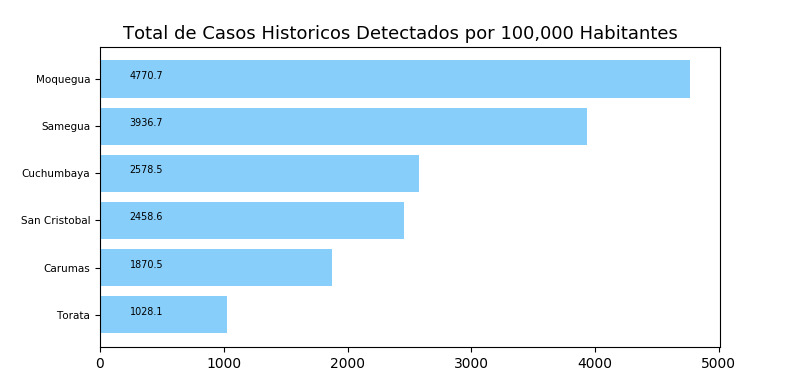 Total de Casos Historicos Detectados por 100,000 Habitantes
Moquegua 4770.7
Samegua 3936.7
Cuchumbaya 2578.5
San Cristobal 2458.6
Carumas 1870.5
Torata 1028.1
0 1000 2000 3000 4000 5000